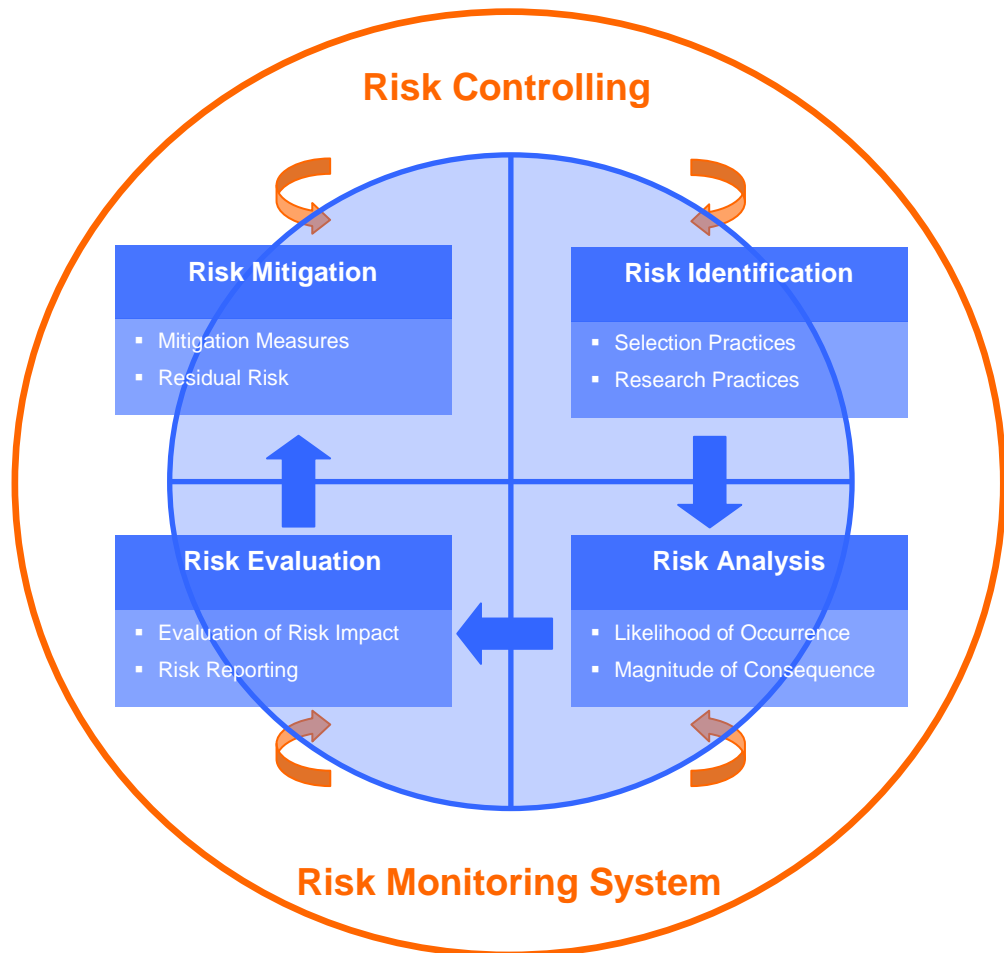 Risk Controlling
Risk Mitigation
▪ Mitigation Measures
▪ Residual Risk
Risk Identification
▪ Selection Practices
▪ Research Practices
Risk Evaluation
▪ Evaluation of Risk Impact
▪ Risk Reporting
Risk Analysis
▪ Likelihood of Occurrence
▪ Magnitude of Consequence
Risk Monitoring System